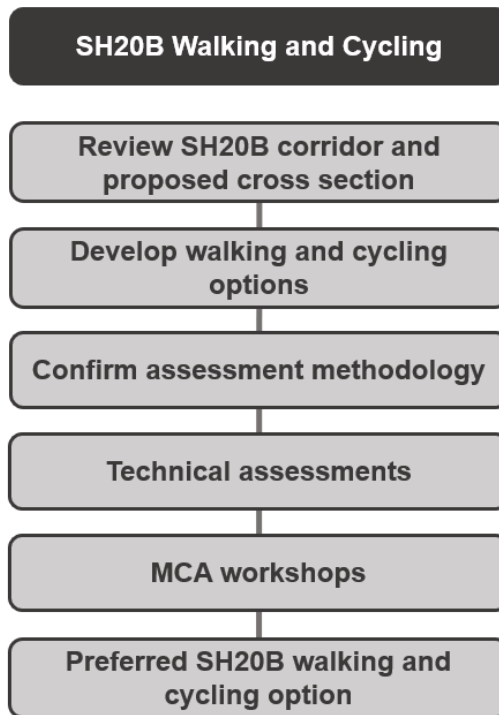 SH20B Walking and Cycling
Review SH20B corridor and
proposed cross section
Develop walking and cycling
options
Confirm assessment methodology
Technical assessments
MCA workshops
Preferred SH20B walking and
cycling option